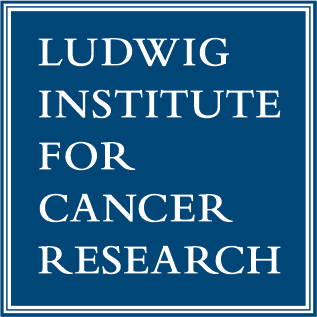 LUDWIG
INSTITUTE
FOR
CANCER
RESEARCH